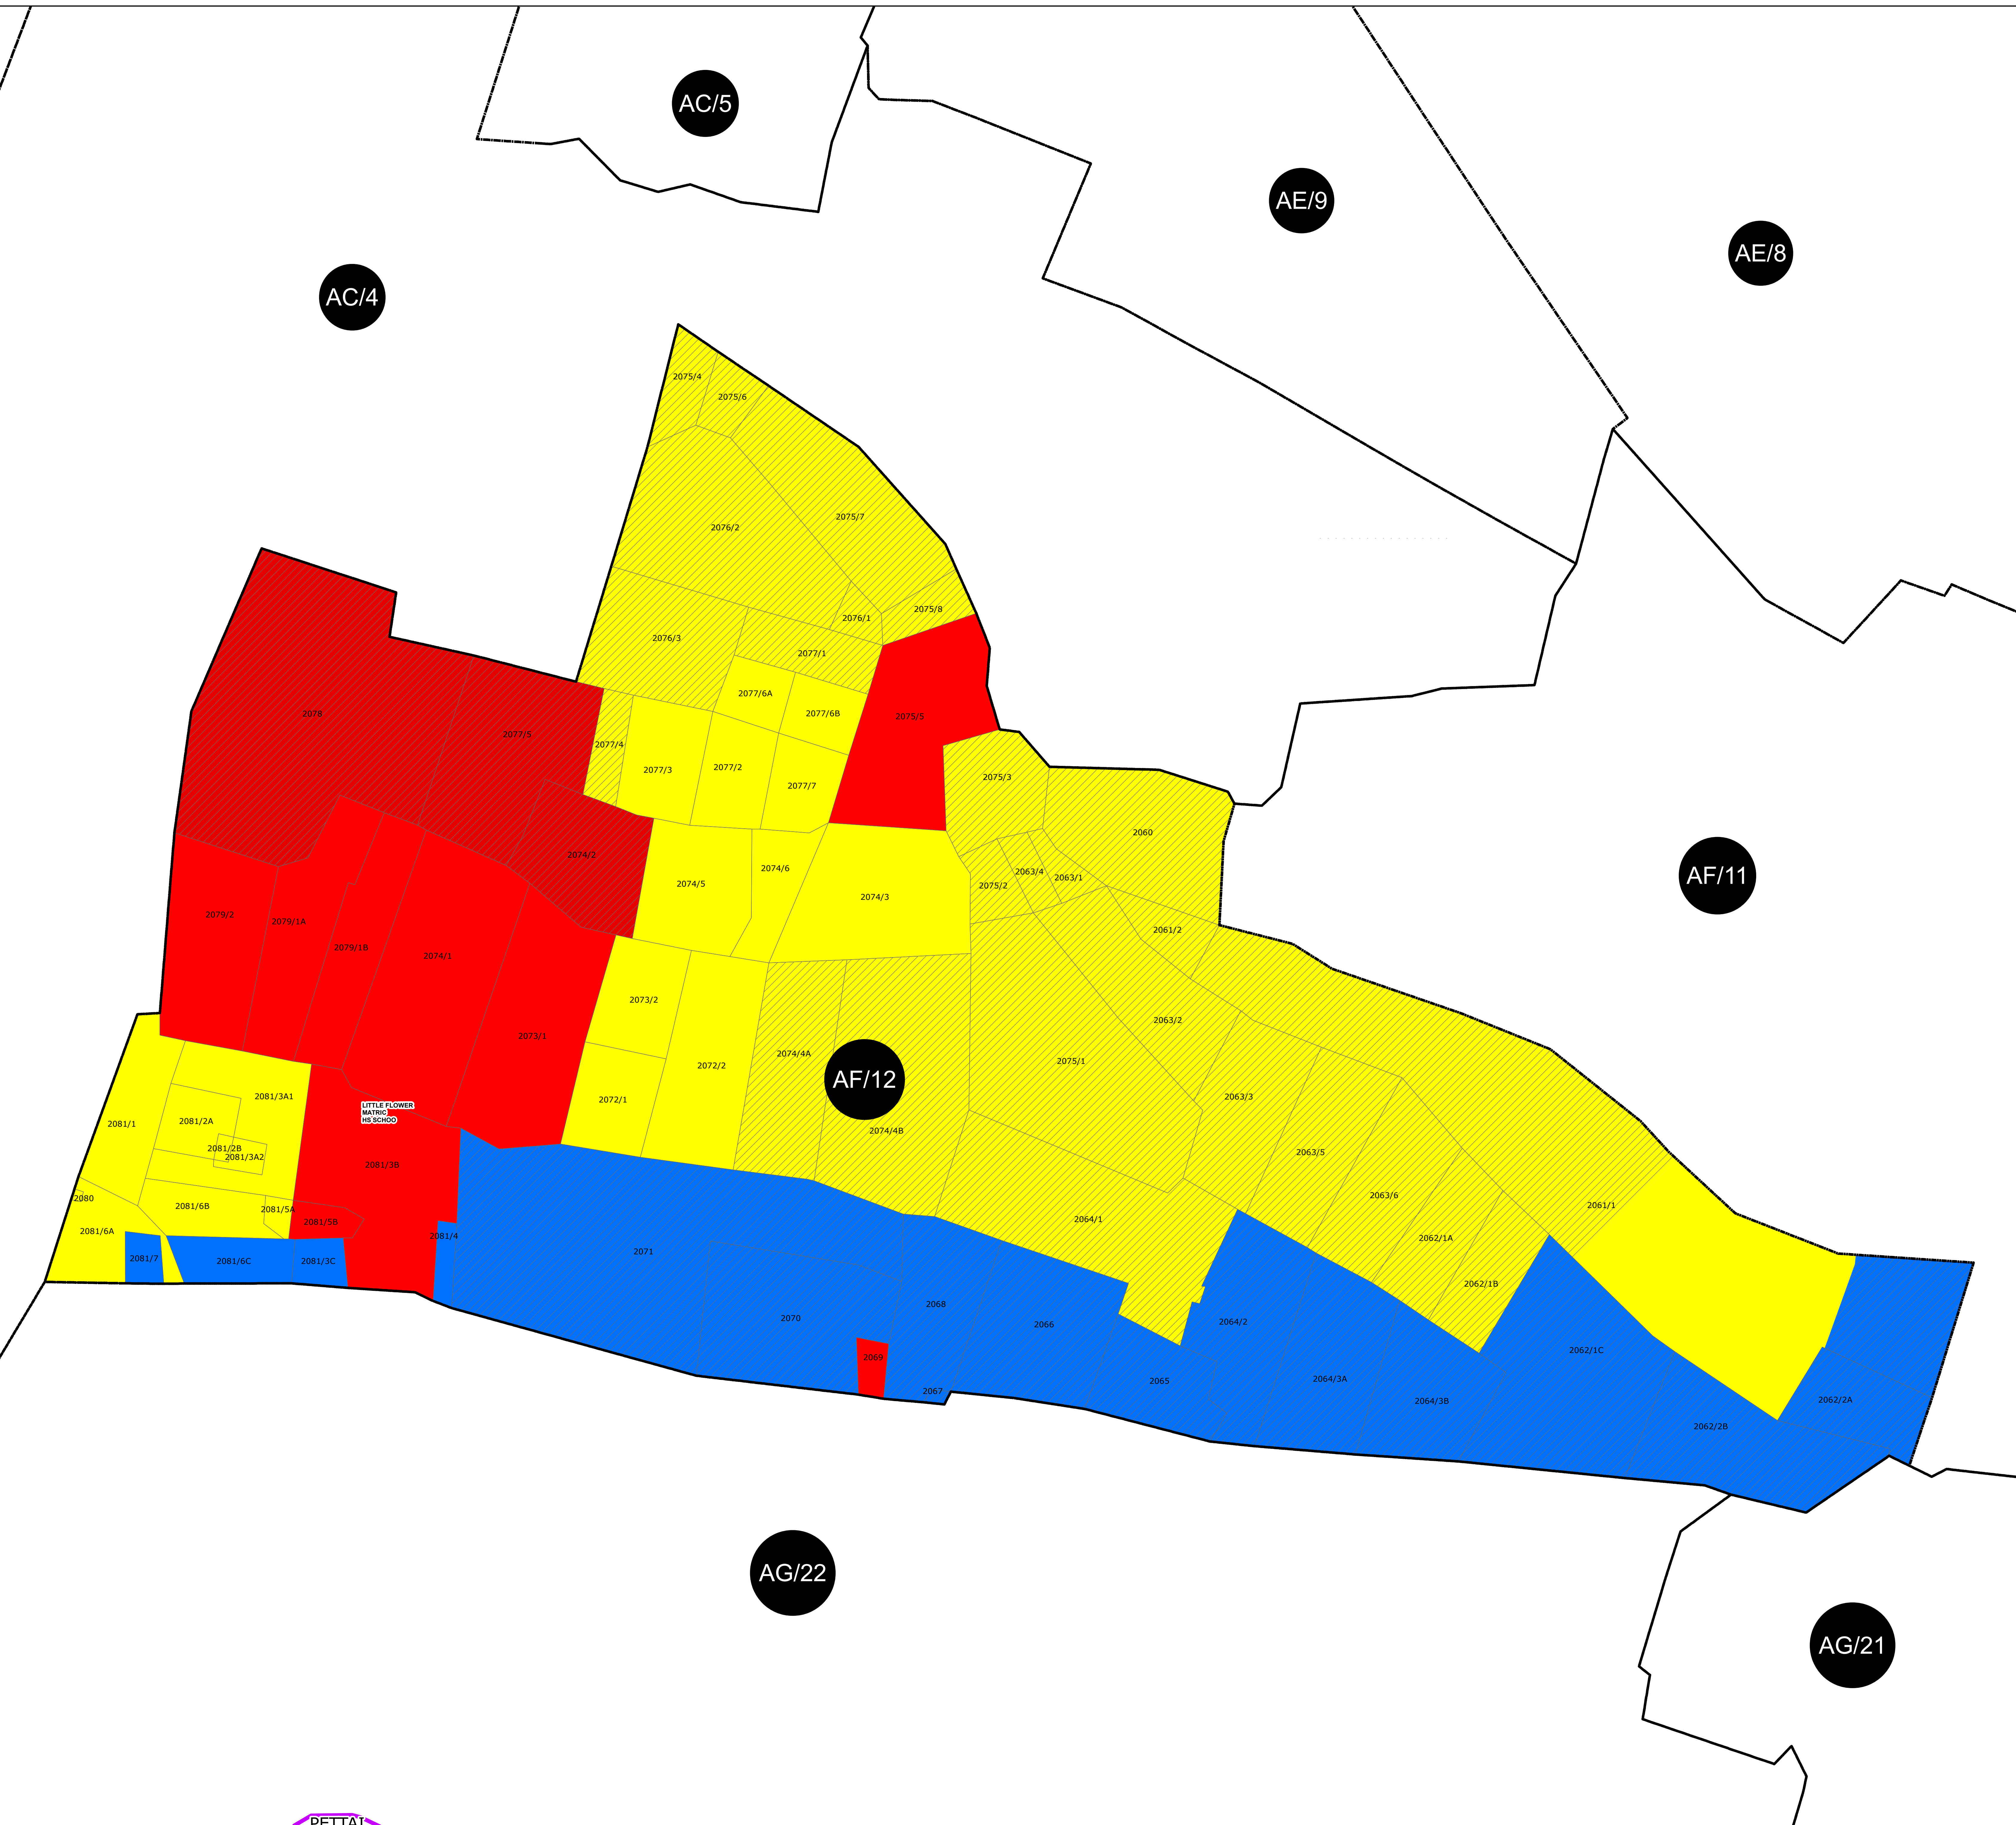 AC/5
AE/9
AE/8
AC/4
2075/4
2075/6
2075/7
2076/2
2075/8
2076/1
2076/3
2077/1
2077/6A
2077/6B
2075/5
2078
2077/5
2077/4
2077/3
2077/2
2077/7
2075/3
2060
2074/2
2074/5
2074/6
2063/4
2063/1
2075/2
2074/3
AF/11
2079/2
2079/1A
2061/2
2079/1B
2074/1
2073/2
2063/2
2073/1
2074/4A
2075/1
2072/2
AF/12
2081/3A1
2072/1
2063/3
LITTLE FLOWER
MATRIC
HS SCHOO
2081/1
2081/2A
2074/4B
2081/2B
2081/3A2
2063/5
2081/3B
2080
2063/6
2081/6B
2081/5A
2061/1
2081/5B
2064/1
2081/6A
2081/4
2062/1A
2071
2081/7
2081/6C
2081/3C
2062/1B
2068
2070
2066
2064/2
2069
2062/1C
2065
2064/3A
2067
2064/3B
2062/2A
2062/2B
AG/22
AG/21
PETTAI